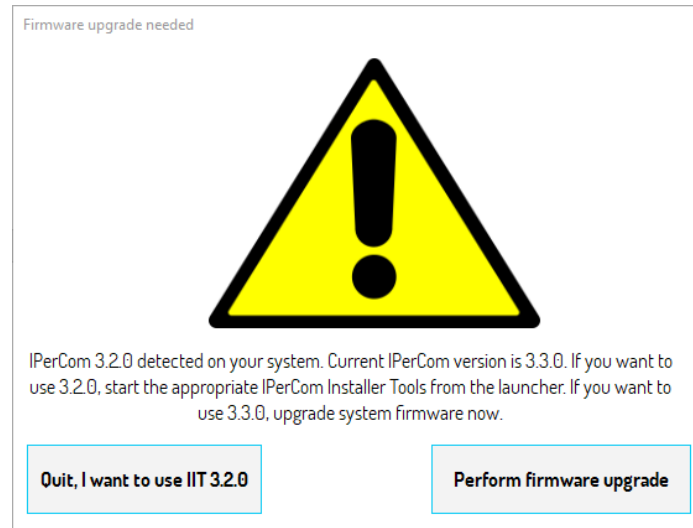 Firmware upgrade needed
IPerCom 3.2.0 detected on your system. Current IPerCom version is 3.3.0. If you want to
use 3.2.0, start the appropriate IPerCom Installer Tools from the launcher. If you want to
use 3.3.0, upgrade system firmware now.
Quit, I want to use IIT 3.2.0
Perform firmware upgrade